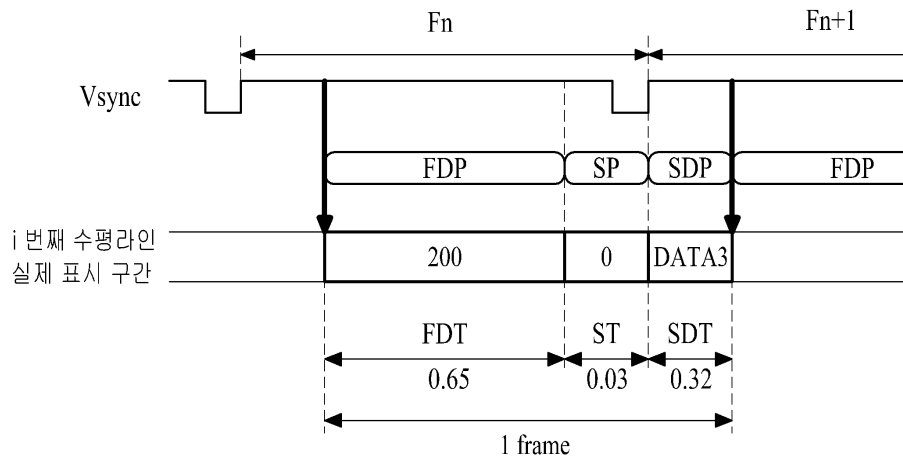 Fn
Fn+1
Vsync
FDP
SP
SDP
FDP
i 번째 수평라인
실제 표시 구간
200
0
DATA3
FDT
ST
SDT
0.65
0.03
0.32
1 frame